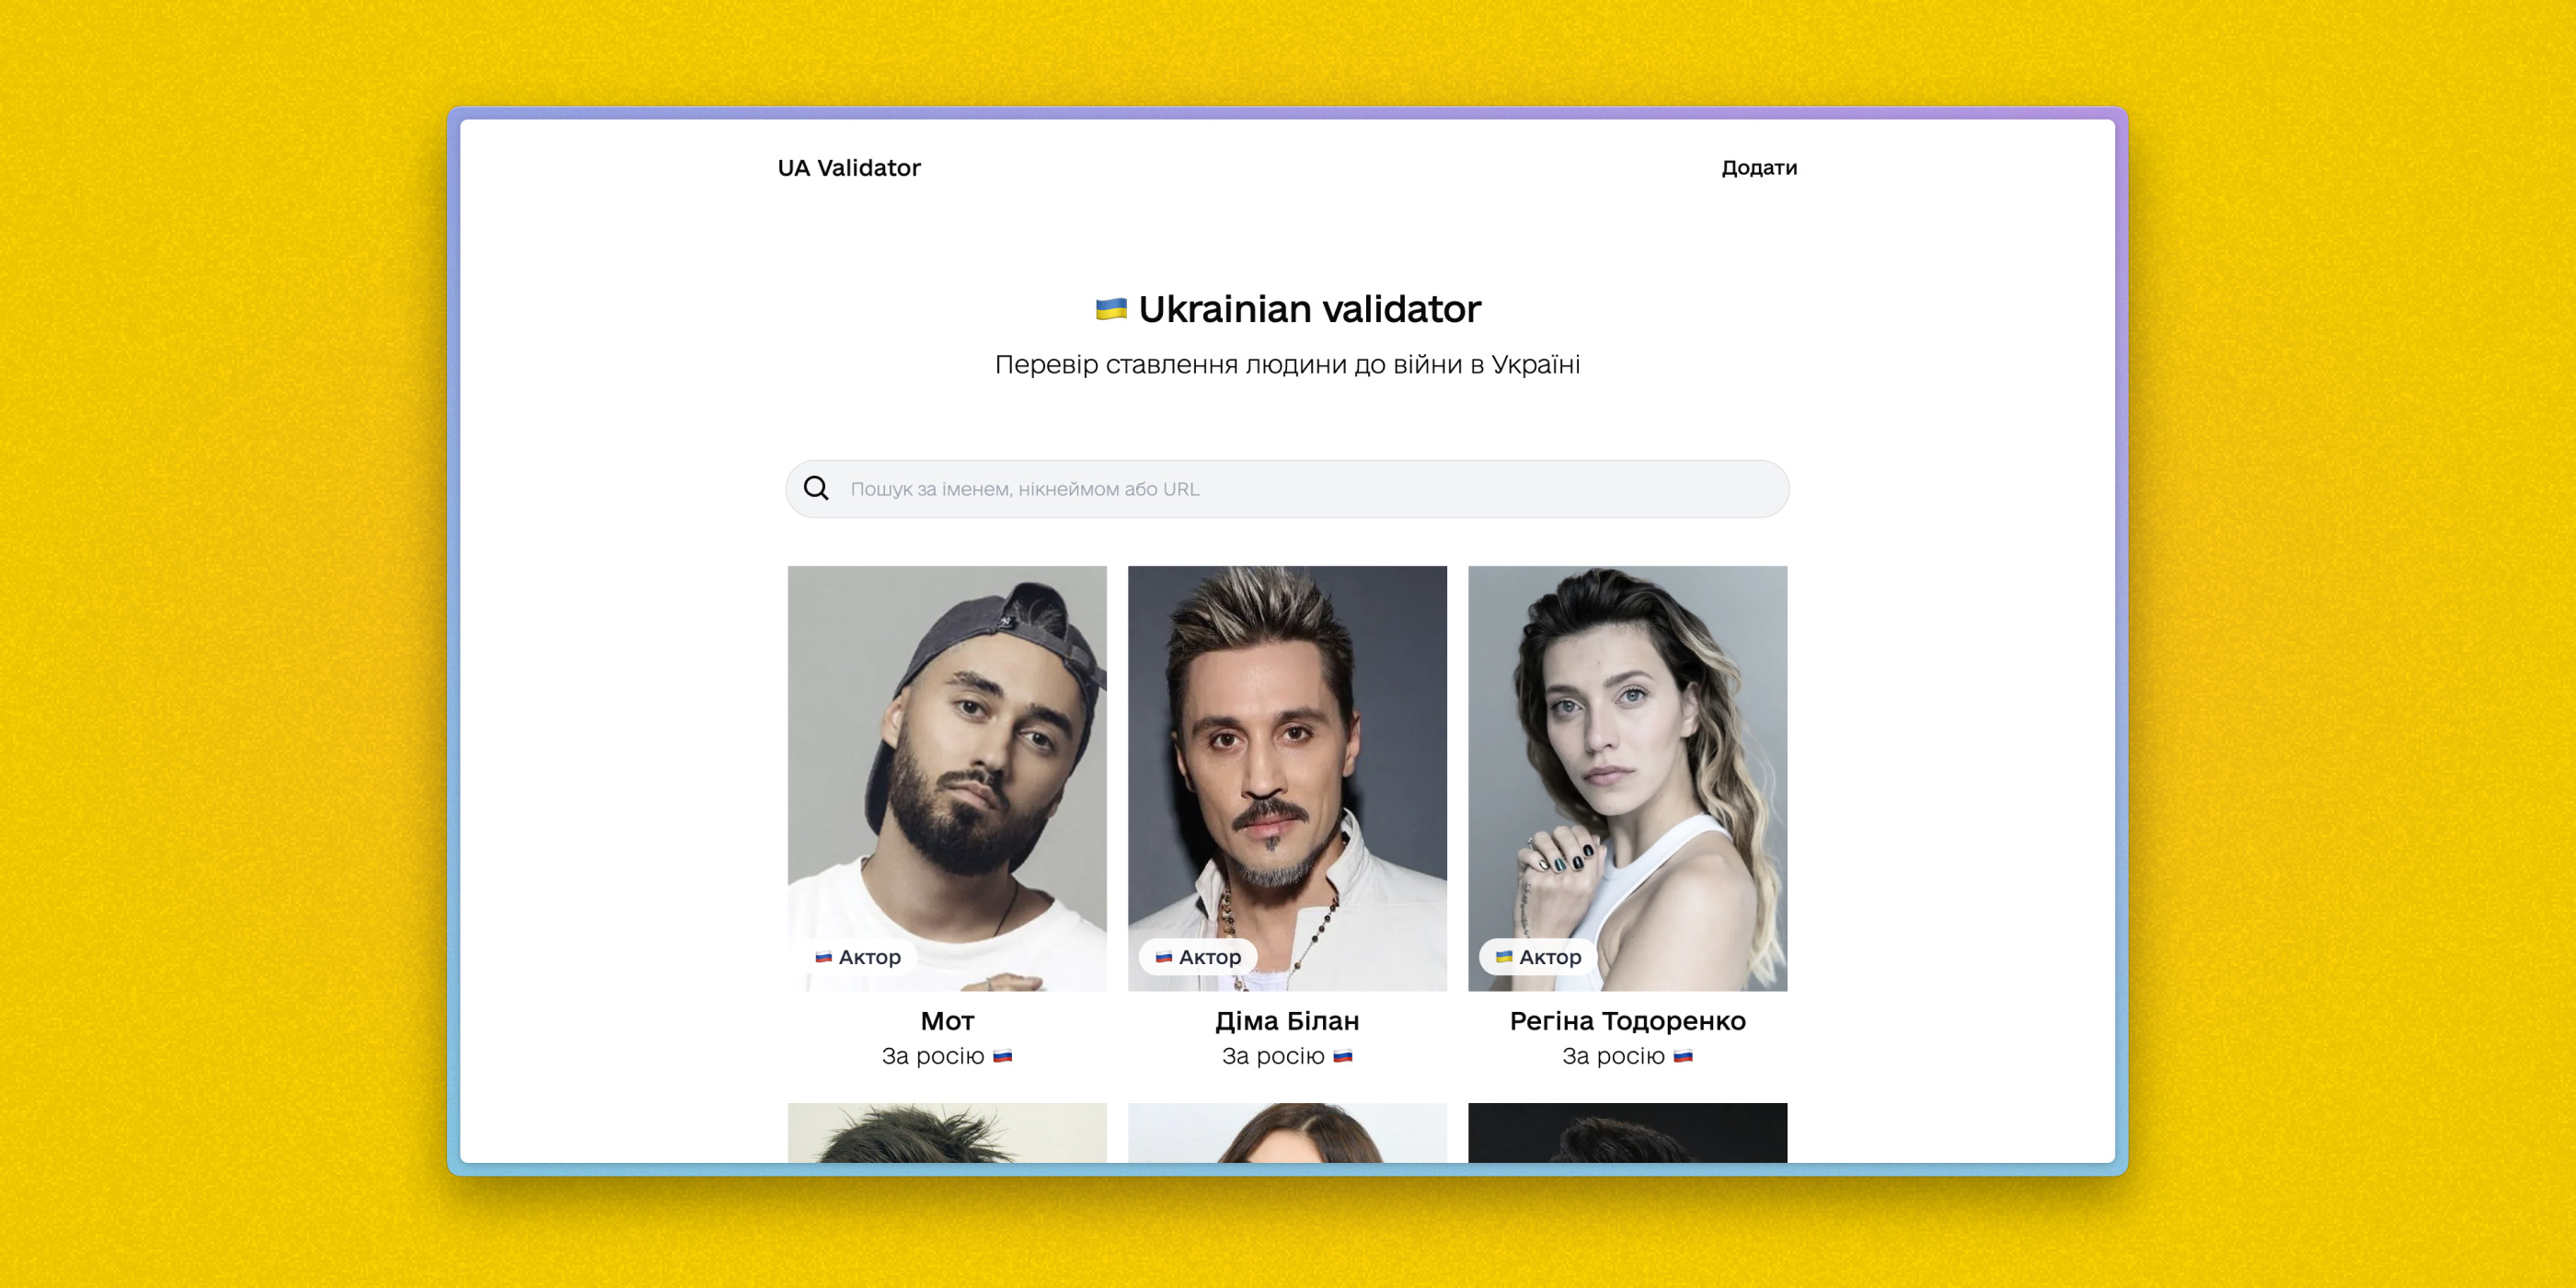 UA Validator
Додати
🇺🇦 Ukrainian validator
Перевір ставлення людини до війни в Україні
Пошук за іменем, нікнеймом або URL
🇷🇺 Актор
🇷🇺 Актор
🇺🇦 Актор
Мот
Діма Білан
Регіна Тодоренко
За росію 🇷🇺
За росію 🇷🇺
За росію 🇷🇺